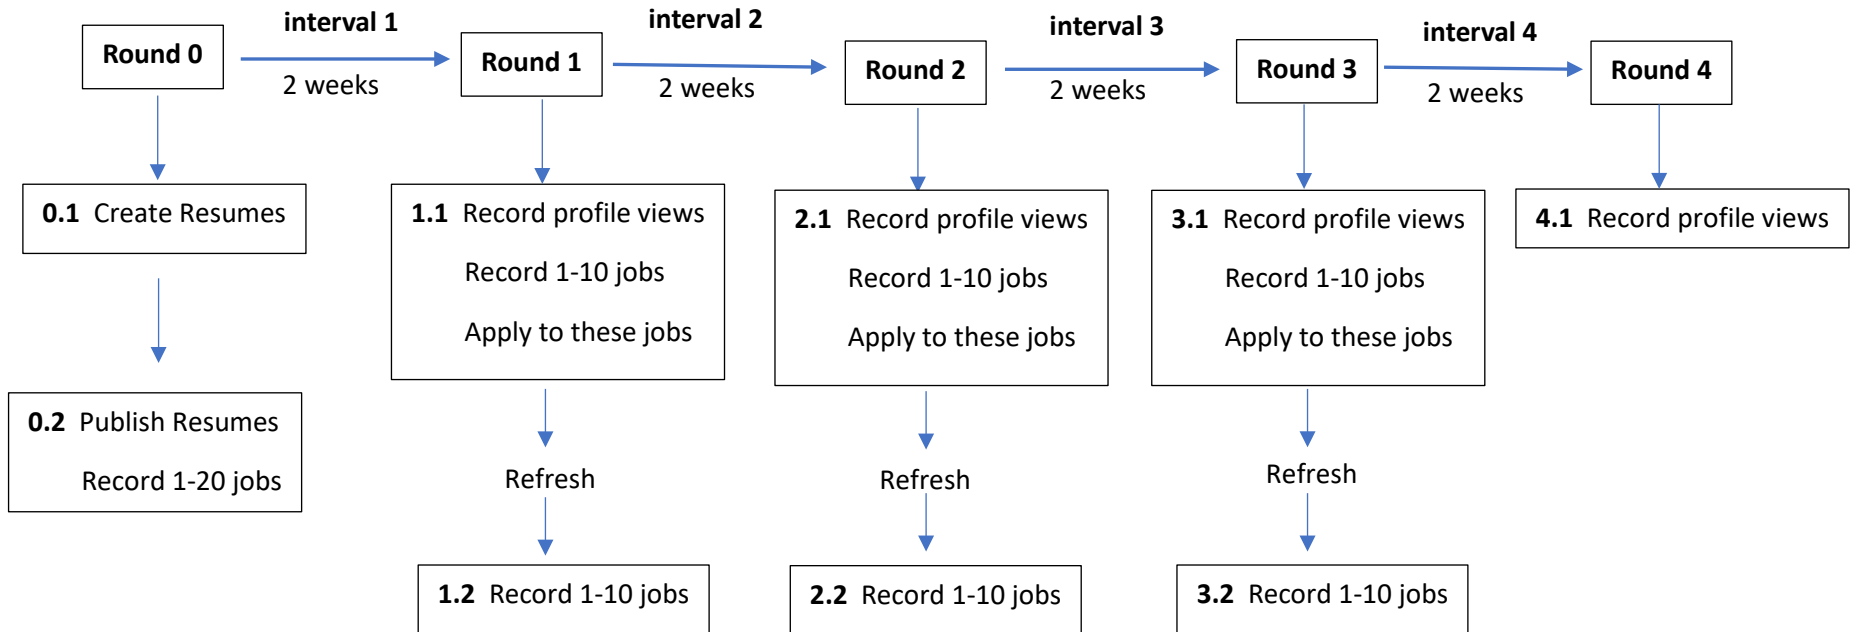 interval 1
interval 2
interval 3
interval 4
Round 0
Round 1
Round 2
Round 3
Round 4
2 weeks
2 weeks
2 weeks
2 weeks
0.1 Create Resumes
0.2 Publish Resumes
Record 1-20 jobs
1.1 Record profile views
Record 1-10 jobs
Apply to these jobs
Refresh
1.2 Record 1-10 jobs
2.1 Record profile views
Record 1-10 jobs
Apply to these jobs
Refresh
2.2 Record 1-10 jobs
3.1 Record profile views
Record 1-10 jobs
Apply to these jobs
Refresh
3.2 Record 1-10 jobs
4.1 Record profile views